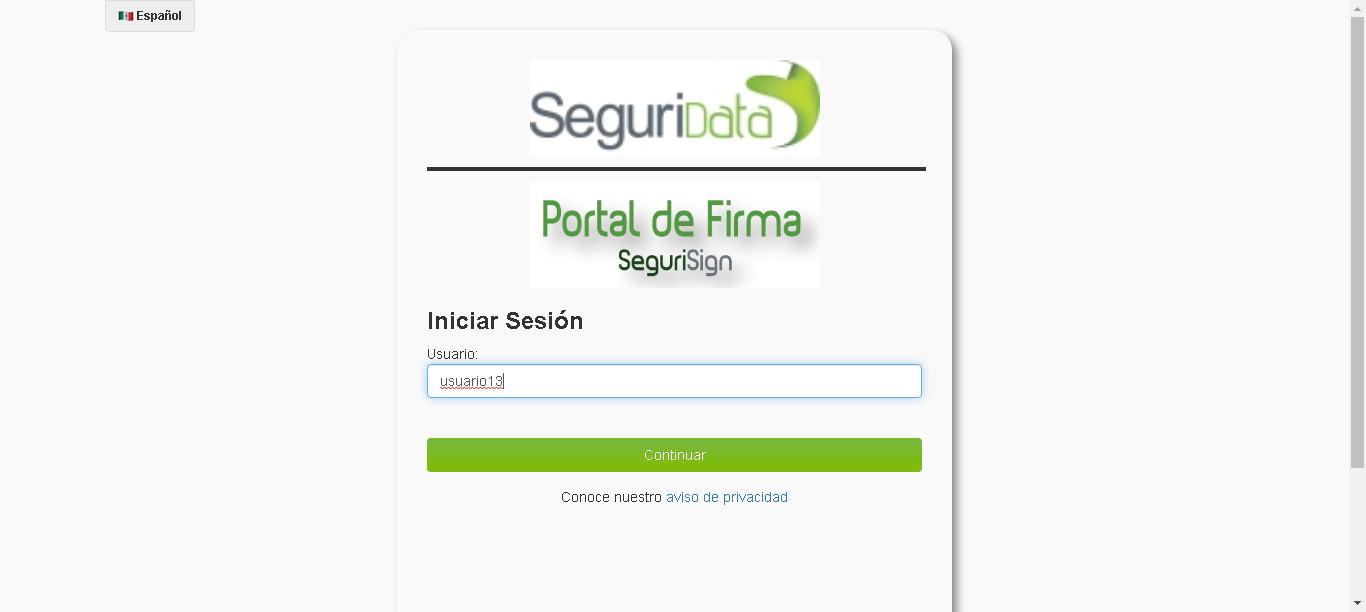 Español
SeguriData
Portal de Firma
SeguriSign
Iniciar Sesión
Usuario:
usuario13
Continuar
Conoce nuestro aviso de privacidad